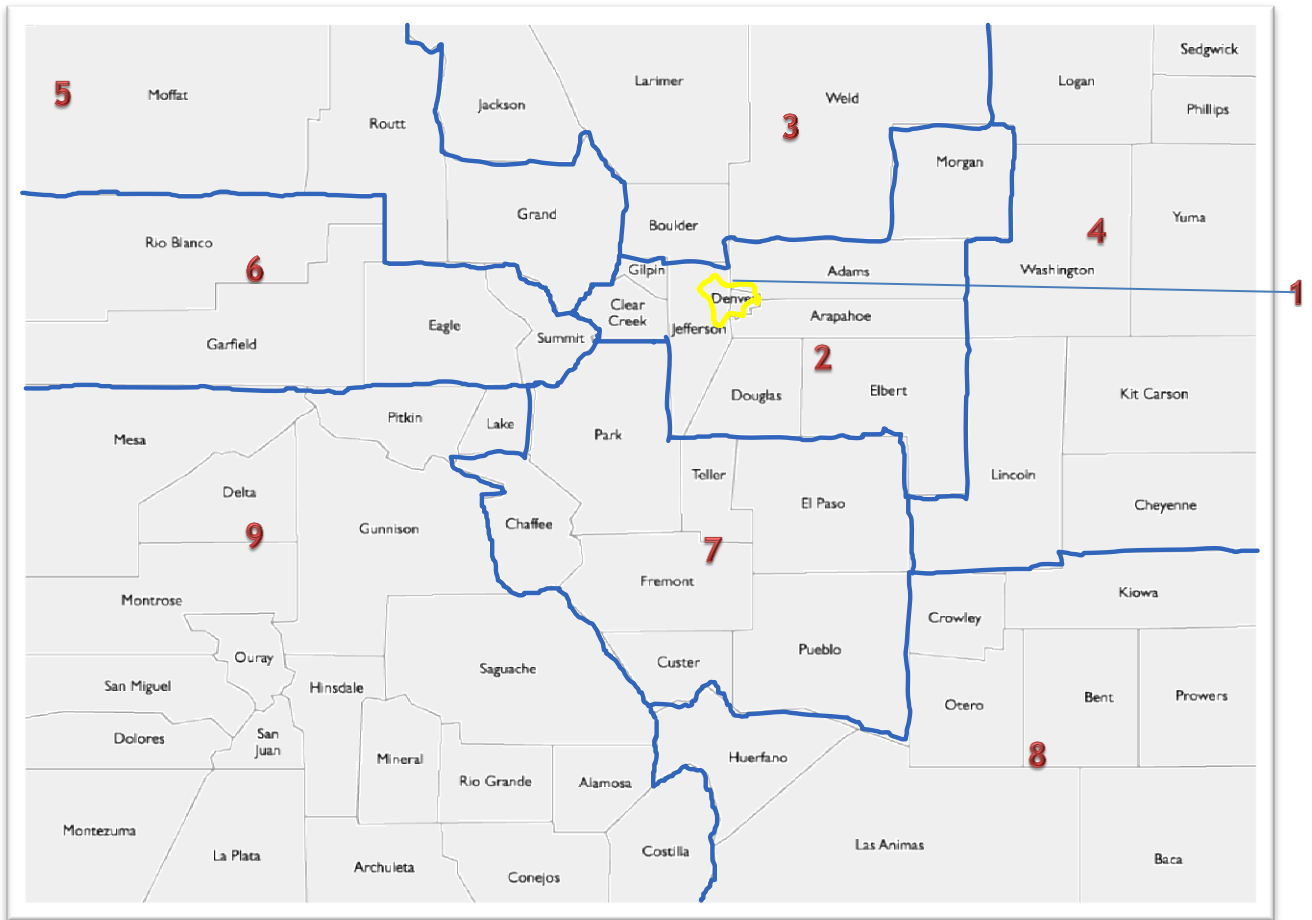 Sedgwick
Logan
Larimer
5
Moffat
Weld
Jackson
Phillips
Routt
3
Morgan
Grand
Yuma
Boulder
4
Rio Blanco
6
Gilpin
Adams
Washington
1
Denver
Clear
Creek
Arapahoe
Eagle
Jefferson
Summit
Garfield
2
Elbert
Douglas
Kit Carson
Pitkin
Lake
Park
Mesa
Teller
Lincoln
Delta
El Paso
Cheyenne
Chaffee
Gunnison
9
7
Fremont
Kiowa
Montrose
Crowley
Pueblo
Ouray
Custer
Saguache
San Miguel
Hinsdale
Bent
Prowers
Otero
Dolores
San
Juan
8
Mineral
Huerfano
Rio Grande
Alamosa
Montezuma
Las Animas
Costilla
La Plata
Baca
Archuleta
Conejos